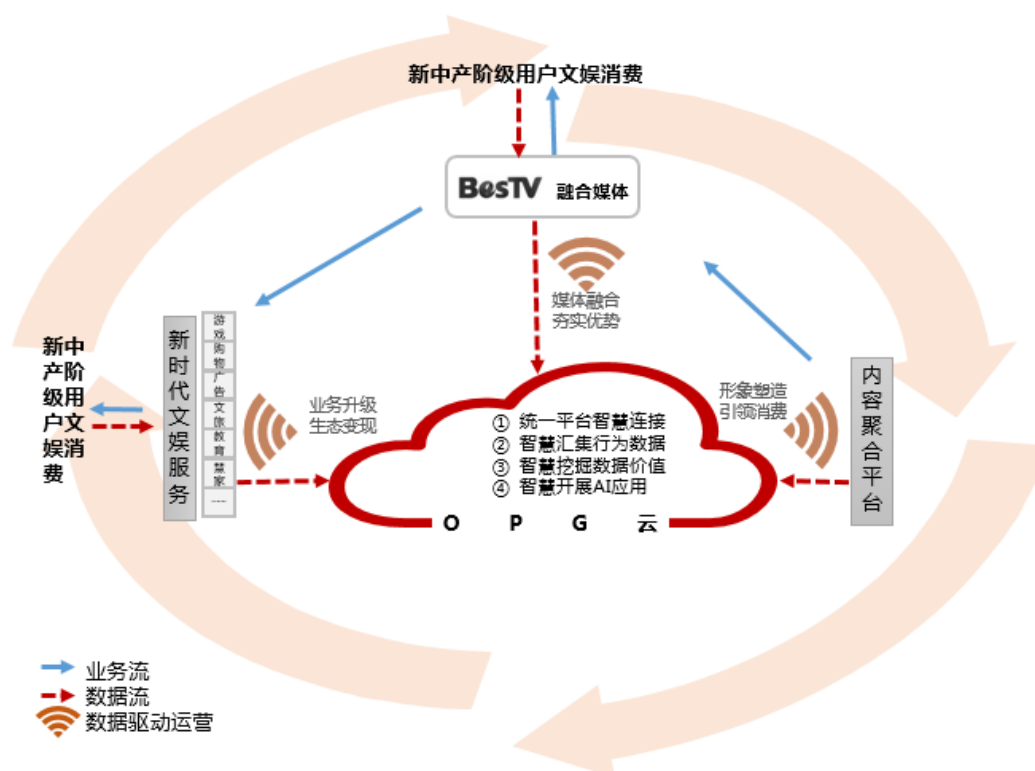 新中产阶级用户文娱消费
BesTV 融合媒体
媒体融合
夯实优势
新中
产阶
级用
户文
娱消
费
新时代文娱服务
游戏
购物
广告
文旅
教育
慧家
......
业务升级
生态变现
① 统一平台智慧连接
② 智慧汇集行为数据
③ 智慧挖掘数据价值
④ 智慧开展AI应用
O P G 云
形象塑造
引领消费
内容聚合平台
业务流
数据流
数据驱动运营